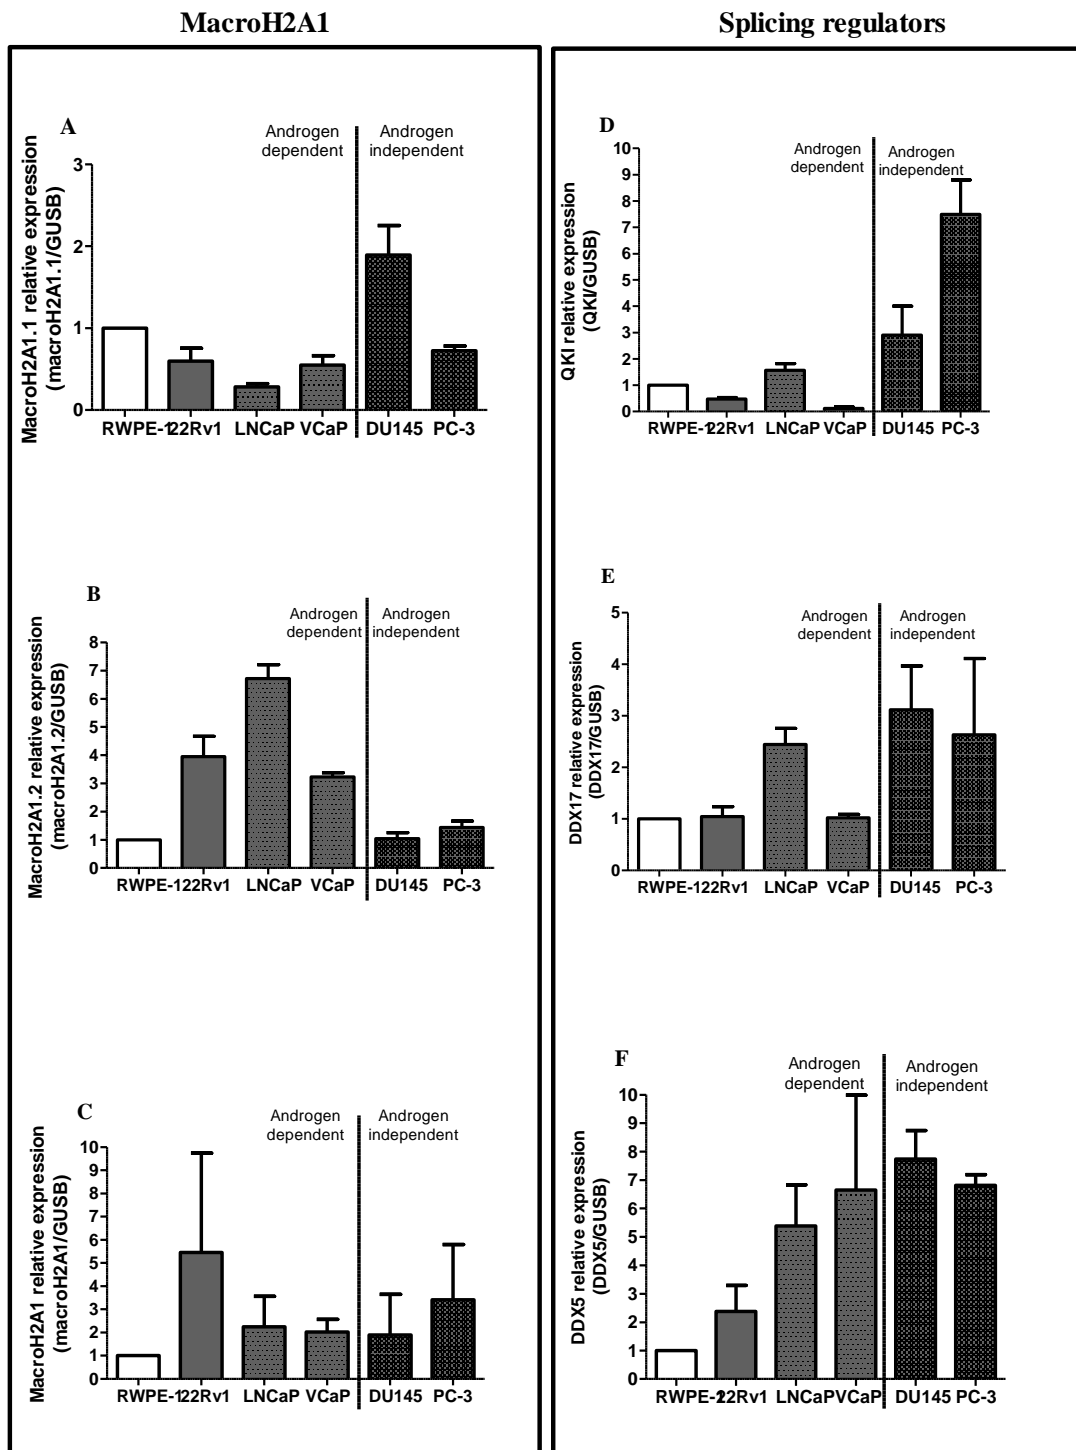 MacroH2A1
Splicing regulators
A
Androgen
dependent
Androgen
independent
MacroH2A1.1 relative expression
(macroH2A1.1/GUSB)
3
2
1
0
RWPE-1 22Rv1 LNCaP VCaP DU145 PC-3
B
Androgen
dependent
Androgen
independent
MacroH2A1.2 relative expression
(macroH2A1.2/GUSB)
8
7
6
5
4
3
2
1
0
RWPE-1 22Rv1 LNCaP VCaP DU145 PC-3
C
Androgen
dependent
Androgen
independent
MacroH2A1 relative expression
(macroH2A1/GUSB)
10
9
8
7
6
5
4
3
2
1
0
RWPE-1 22Rv1 LNCaP VCaP DU145 PC-3
D
Androgen
dependent
Androgen
independent
QKI relative expression
(QKI/GUSB)
10
9
8
7
6
5
4
3
2
1
0
RWPE-1 22Rv1 LNCaP VCaP DU145 PC-3
E
Androgen
dependent
Androgen
independent
DDX17 relative expression
(DDX17/GUSB)
5
4
3
2
1
0
RWPE-1 22Rv1 LNCaP VCaP DU145 PC-3
F
Androgen
dependent
Androgen
independent
DDX5 relative expression
(DDX5/GUSB)
10
9
8
7
6
5
4
3
2
1
0
RWPE-1 22Rv1 LNCaP VCaP DU145 PC-3